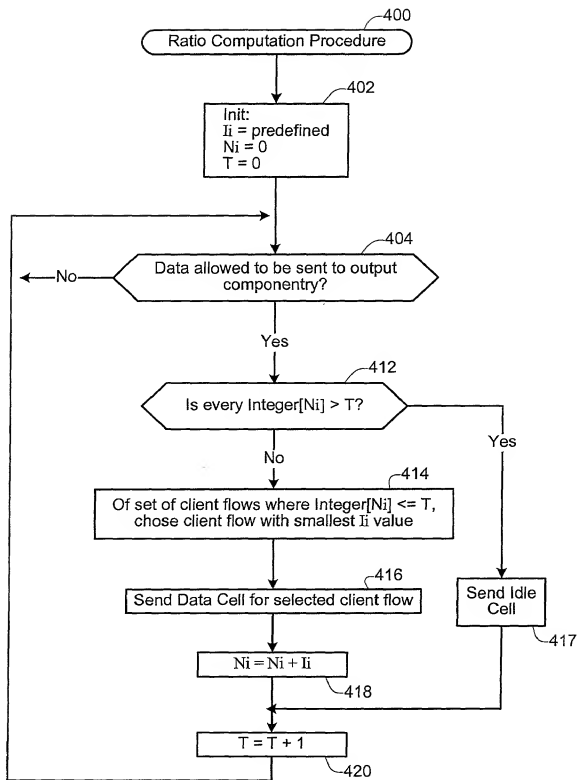 400
Ratio Computation Procedure
402
Init:
Ii = predefined
Ni = 0
T = 0
404
Data allowed to be sent to output
componentry?
No
Yes
412
Is every Integer[Ni] > T?
Yes
No
414
Of set of client flows where Integer[Ni] <= T,
chose client flow with smallest Ii value
416
Send Data Cell for selected client flow
Send Idle
Cell
417
Ni = Ni + Ii
418
T = T + 1
420